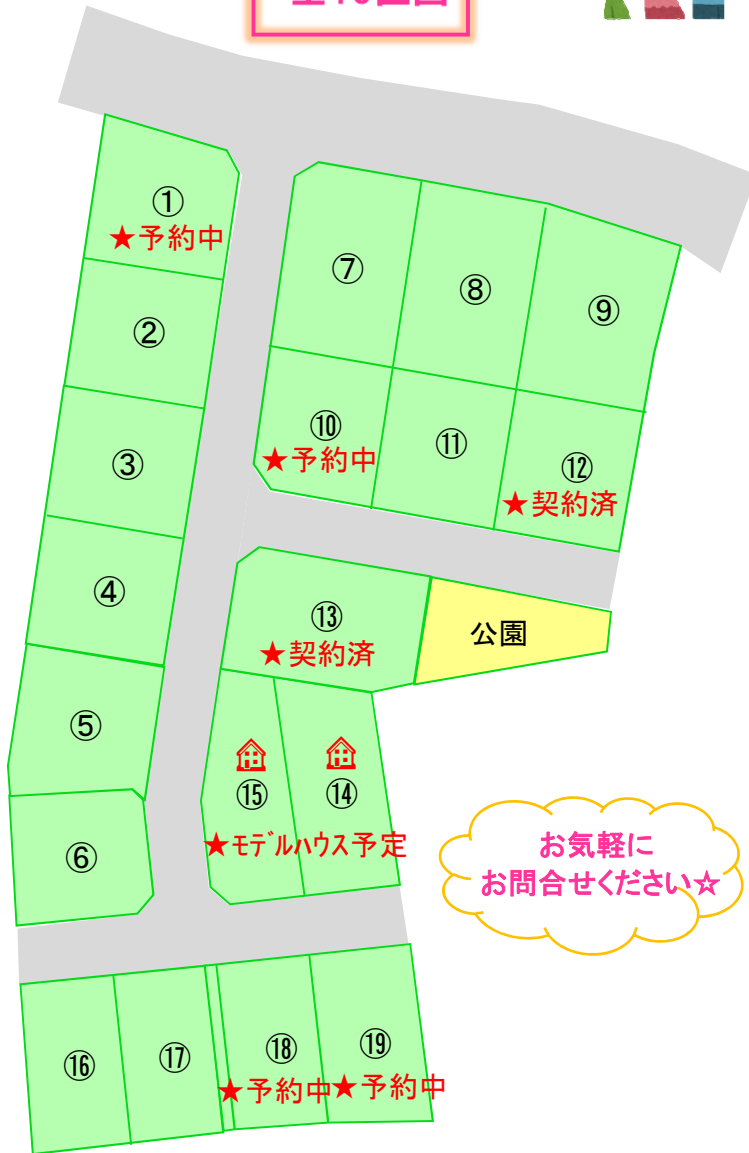 ①
★予約中
②
③
④
⑤
⑥
⑦
⑧
⑨
⑩
★予約中
⑪
⑫
★契約済
⑬
★契約済
公園
⑮
⑭
★モデルハウス予定
お気軽に
お問合せください☆
⑯
⑰
⑱
★予約中
⑲
★予約中